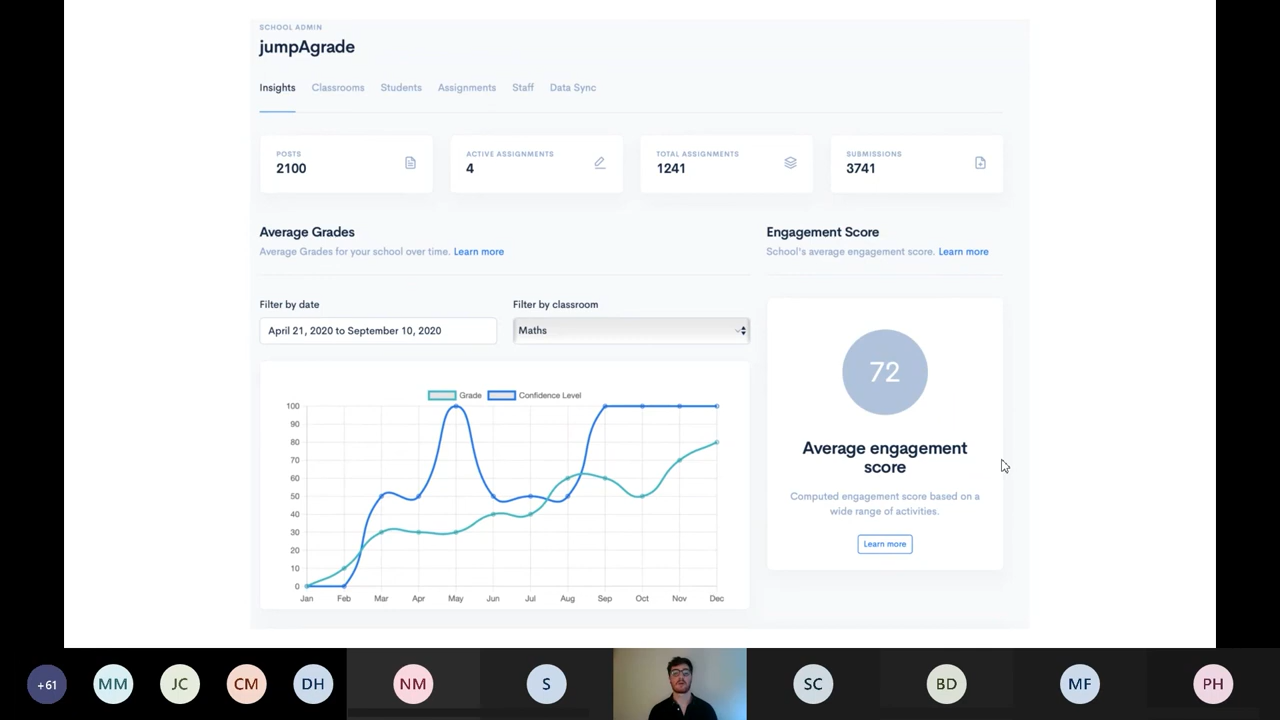 SCHOOL ADMIN
jumpAgrade
Insights Classrooms Students Assignments Staff Data Sync
POSTS
2100
ACTIVE ASSIGNMENTS
4
TOTAL ASSIGNMENTS
1241
SUBMISSIONS
3741
Average Grades
Average Grades for your school over time. Learn more
Engagement Score
School's average engagement score. Learn more
Filter by date
April 21, 2020 to September 10, 2020
Filter by classroom
Maths
Grade Confidence Level
100
90
80
70
60
50
40
30
20
10
0
Jan Feb Mar Apr May Jun Jul Aug Sep Oct Nov Dec
72
Average engagement
score
Computed engagement score based on a
wide range of activities.
Learn more
+61 MM JC CM DH NM S SC BD MF PH